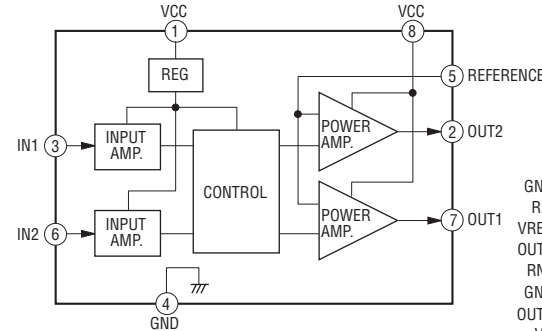 VCC
1
VCC
8
REG
5 REFERENCE
IN1 3
INPUT
AMP.
POWER
AMP.
2 OUT2
CONTROL
IN2 6
INPUT
AMP.
POWER
AMP.
7 OUT1
4
GND
GN
R
VRE
OUT
RN
GN
OUT
V